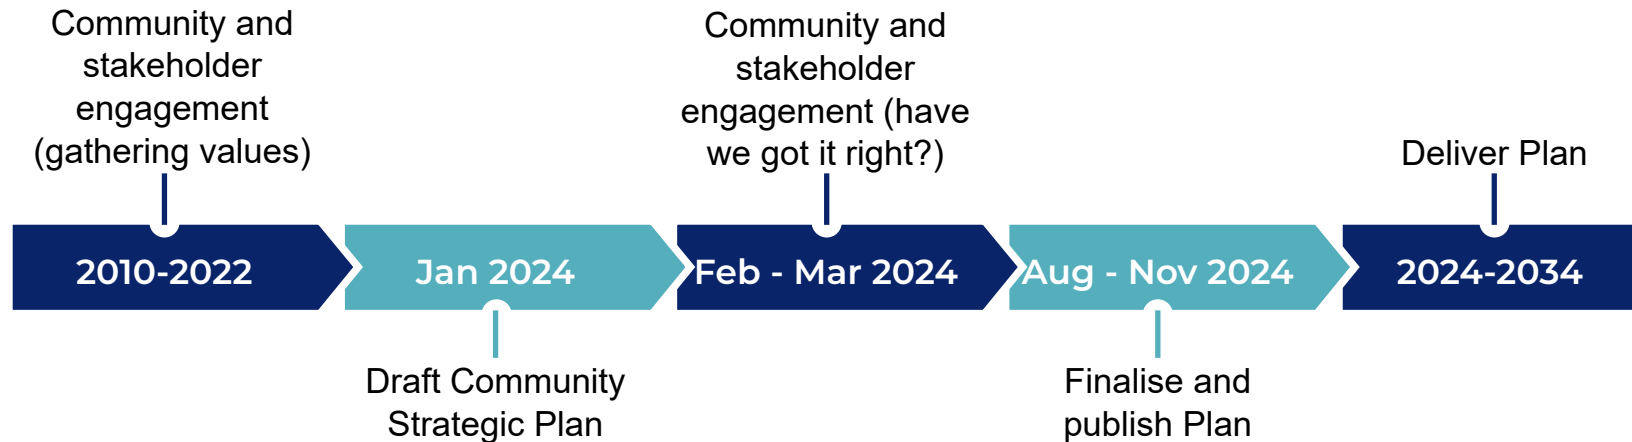 Community and
stakeholder
engagement
(gathering values)
Community and
stakeholder
engagement (have
we got it right?)
Deliver Plan
2010-2022
Jan 2024
Feb - Mar 2024
Aug - Nov 2024
2024-2034
Draft Community
Strategic Plan
Finalise and
publish Plan